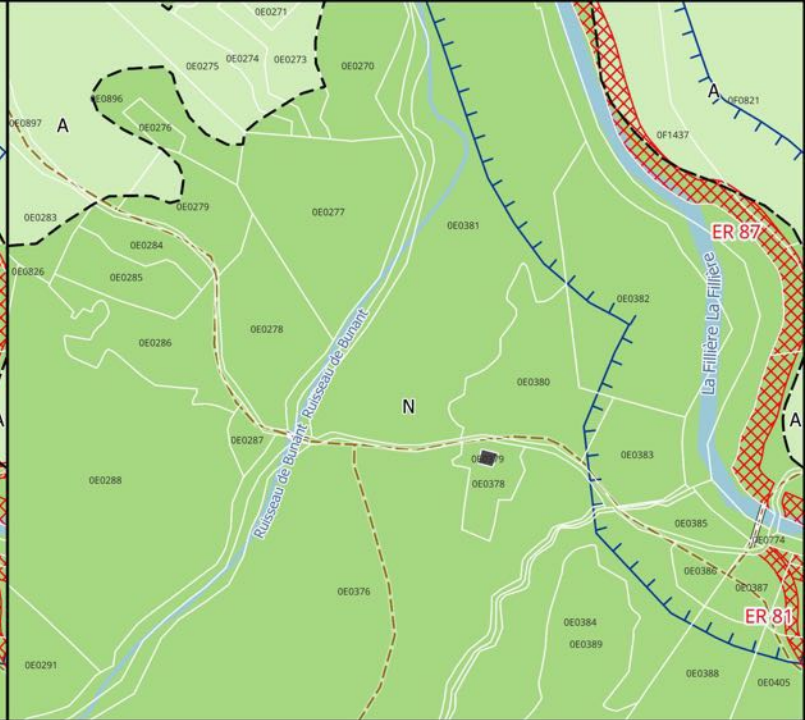 0E0271
0E0275
0E0274
0E0273
0E0270
0E0896
A
0F0821
0E0897
A
0E0276
0F1437
0E0279
0E0277
0E0283
0E0381
ER 87
0E0284
0E0826
0E0285
La Fillière La Fillière
0E0382
0E0278
0E0286
Ruisseau de Bunant Ruisseau de Bunant
0E0380
N
A
0E0287
0E0383
0E0288
0E0378
0E0385
0E0774
0E0386
0E0387
0E0376
ER 81
0E0384
0E0389
0E0291
0E0388
0E0405